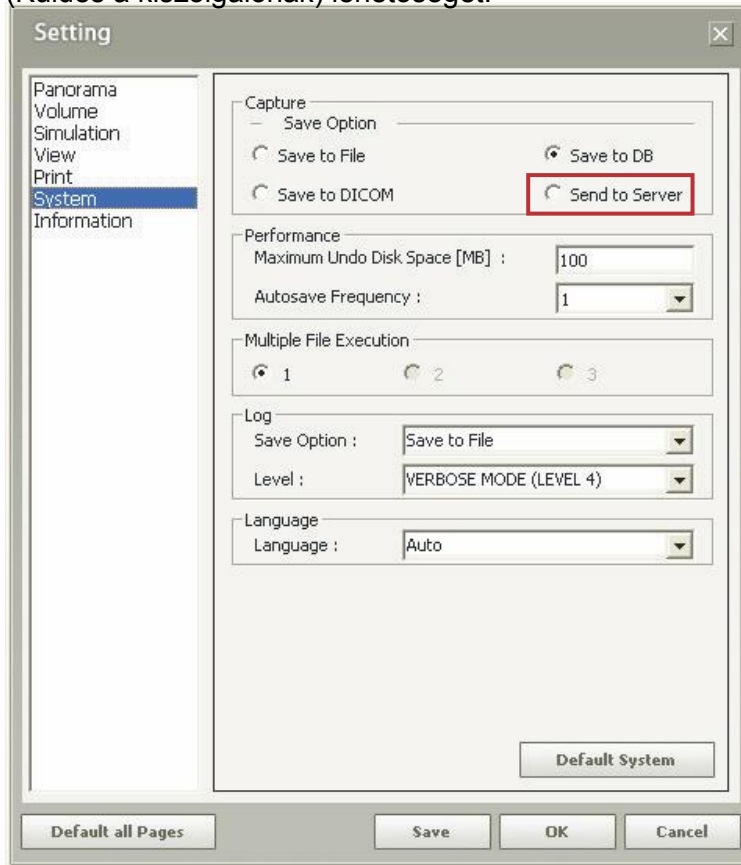 (Küldés a kiszolgálónak) lehetőséget.
Setting
Panorama
Volume
Simulation
View
Print
System
Information
Capture
Save Option
Save to File
Save to DB
Save to DICOM
Send to Server
Performance
Maximum Undo Disk Space [MB] :
100
Autosave Frequency :
1
Multiple File Execution
1
2
3
Log
Save Option :
Save to File
Level :
VERBOSE MODE (LEVEL 4)
Language
Language :
Auto
Default System
Default all Pages
Save
OK
Cancel